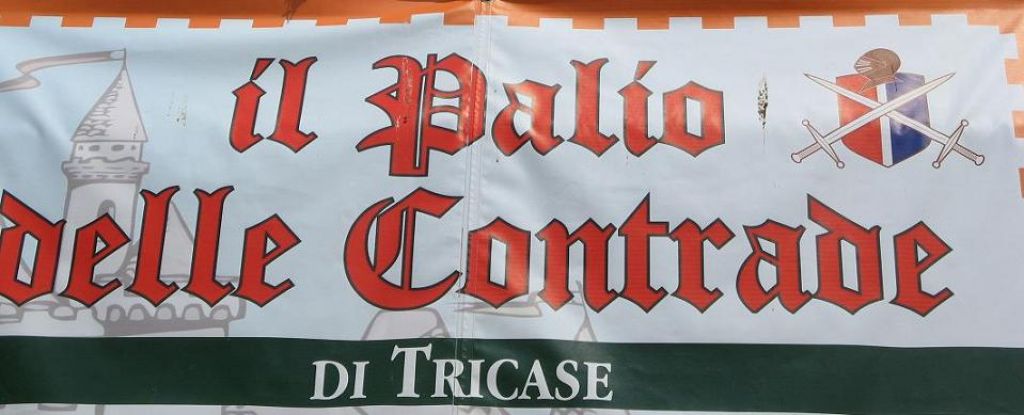 il Palio
delle Contrade
DI TRICASE